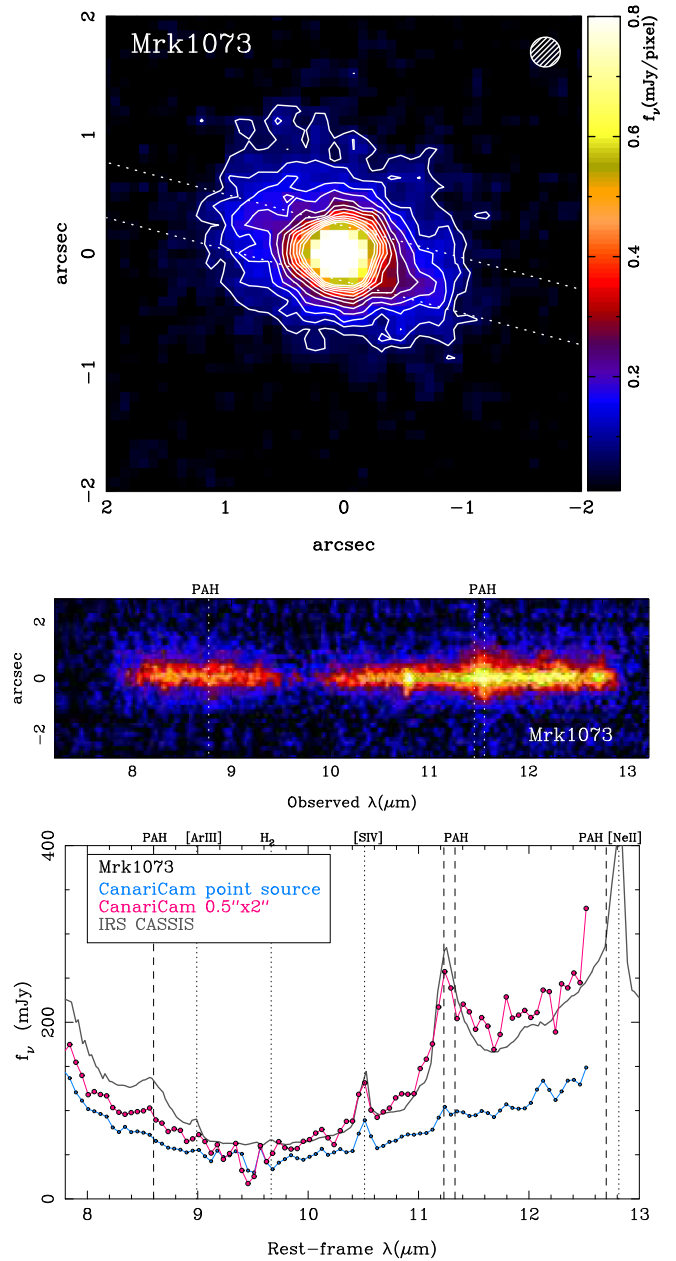 Mrk1073
2
1
0
−1
−2
arcsec
2
1
0
−1
−2
arcsec
0.8
0.6
0.4
0.2
fν(mJy/pixel)
PAH PAH
2
0
−2
arcsec
Mrk1073
8 9 10 11 12 13
Observed λ(μm)
PAH [ArIII] H2 [SIV] PAH PAH [NeII]
Mrk1073
CanariCam point source
CanariCam 0.5"x2"
IRS CASSIS
400
200
0
fν (mJy)
8 9 10 11 12 13
Rest−frame λ(μm)